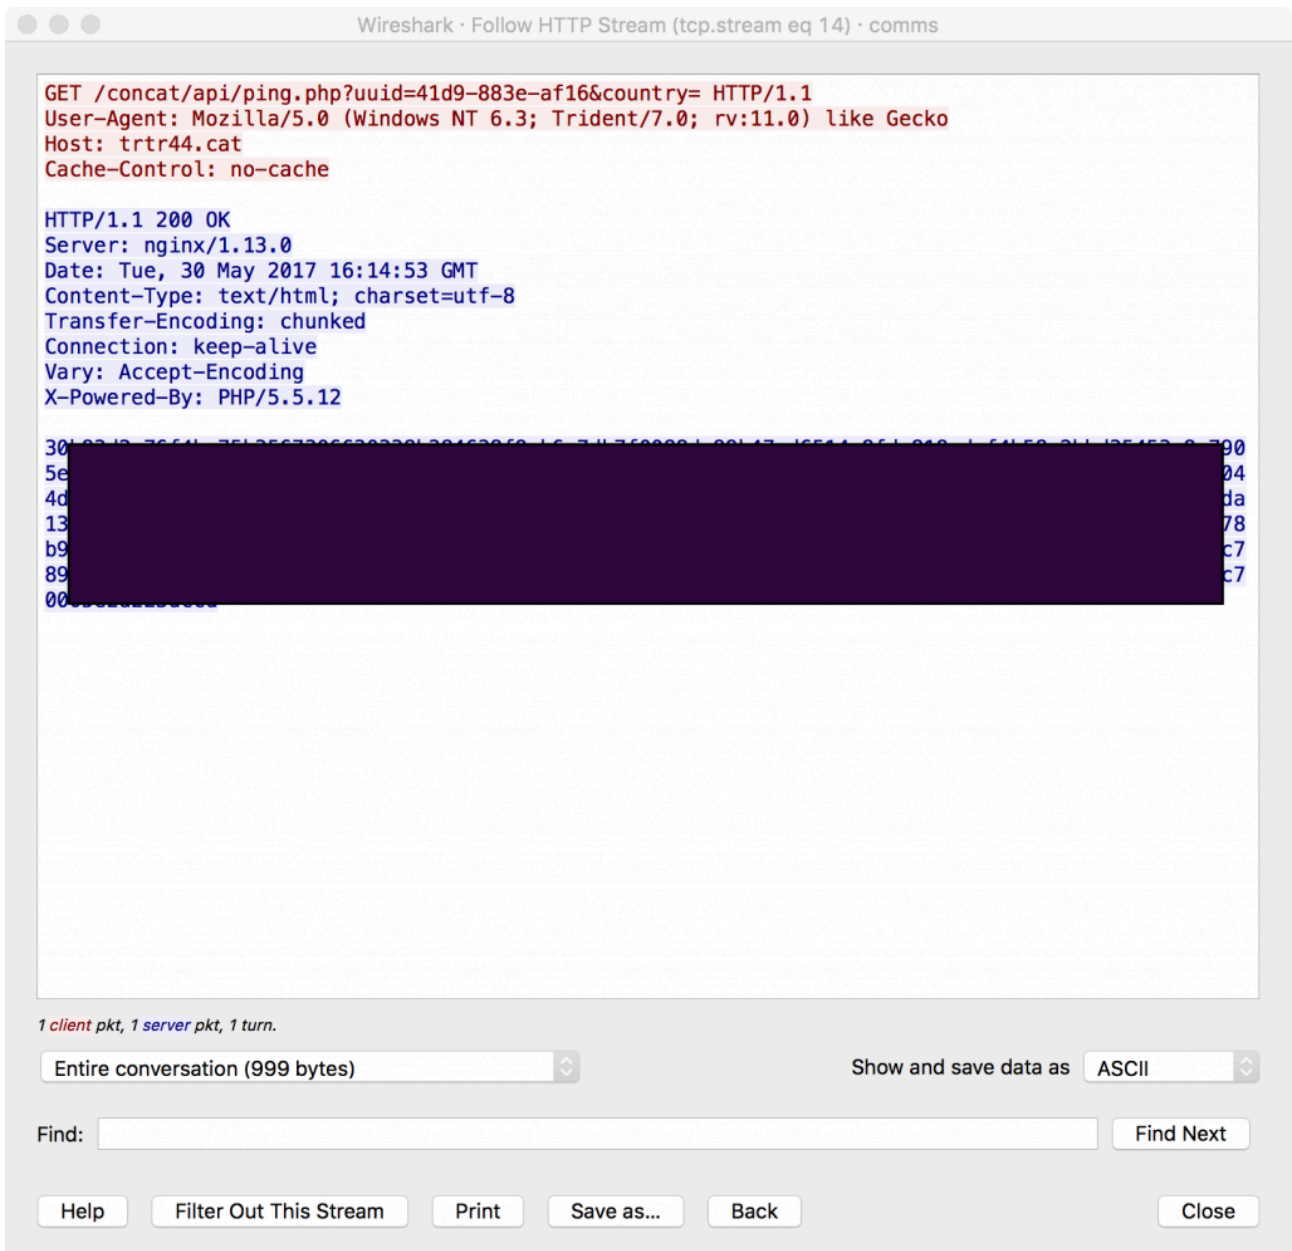 Wireshark · Follow HTTP Stream (tcp.stream eq 14) · comms
GET /concat/api/ping.php?uuid=41d9-883e-af16&country= HTTP/1.1
User-Agent: Mozilla/5.0 (Windows NT 6.3; Trident/7.0; rv:11.0) like Gecko
Host: trtr44.cat
Cache-Control: no-cache
HTTP/1.1 200 OK
Server: nginx/1.13.0
Date: Tue, 30 May 2017 16:14:53 GMT
Content-Type: text/html; charset=utf-8
Transfer-Encoding: chunked
Connection: keep-alive
Vary: Accept-Encoding
X-Powered-By: PHP/5.5.12
30 90
5e 04
4d da
13 78
b9 c7
89 c7
00
1 client pkt, 1 server pkt, 1 turn.
Entire conversation (999 bytes)
Show and save data as ASCII
Find:
Find Next
Help Filter Out This Stream Print Save as... Back Close